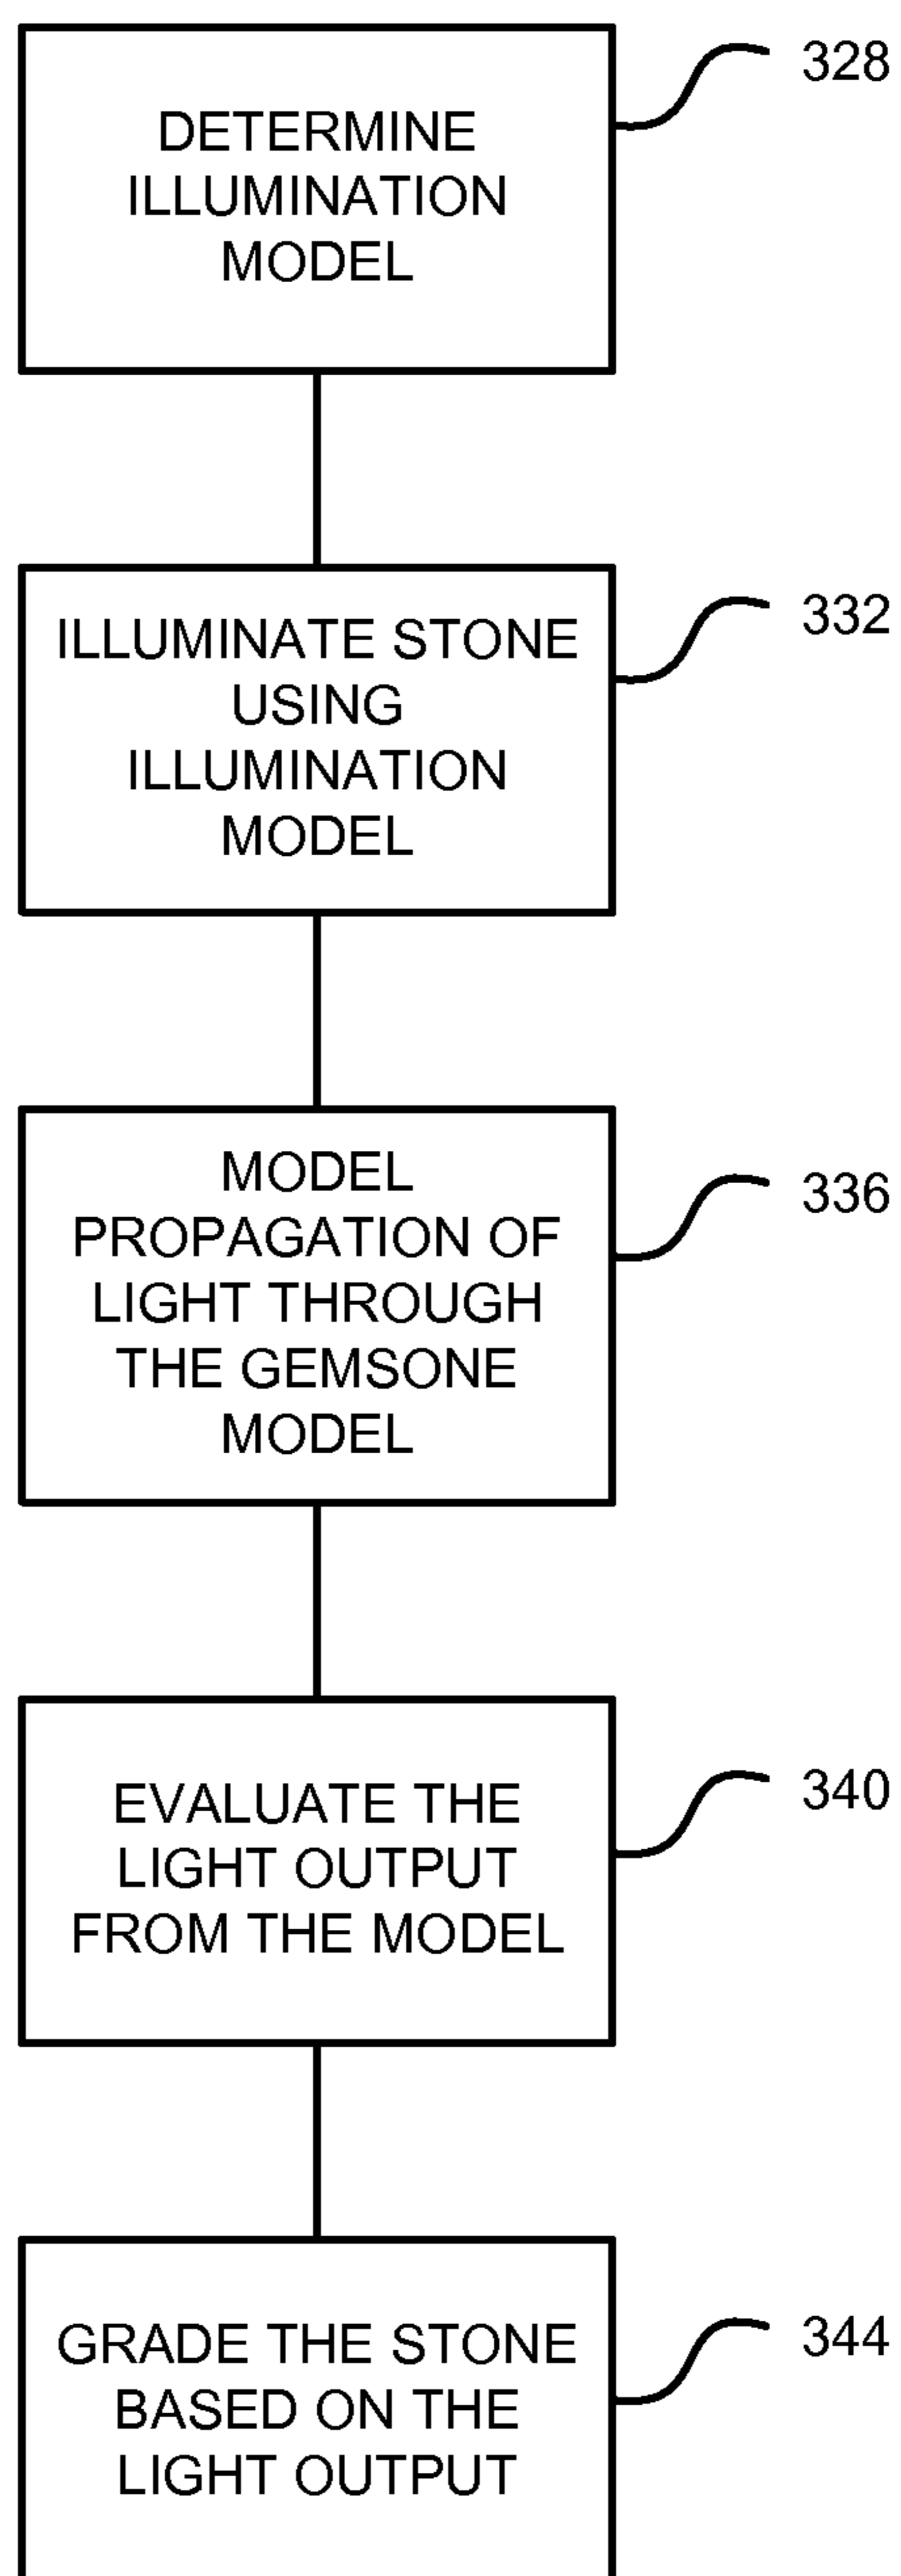 DETERMINE
ILLUMINATION
MODEL
328
ILLUMINATE STONE
USING
ILLUMINATION
MODEL
332
MODEL
PROPAGATION OF
LIGHT THROUGH
THE GEMSONE
MODEL
336
EVALUATE THE
LIGHT OUTPUT
FROM THE MODEL
340
GRADE THE STONE
BASED ON THE
LIGHT OUTPUT
344